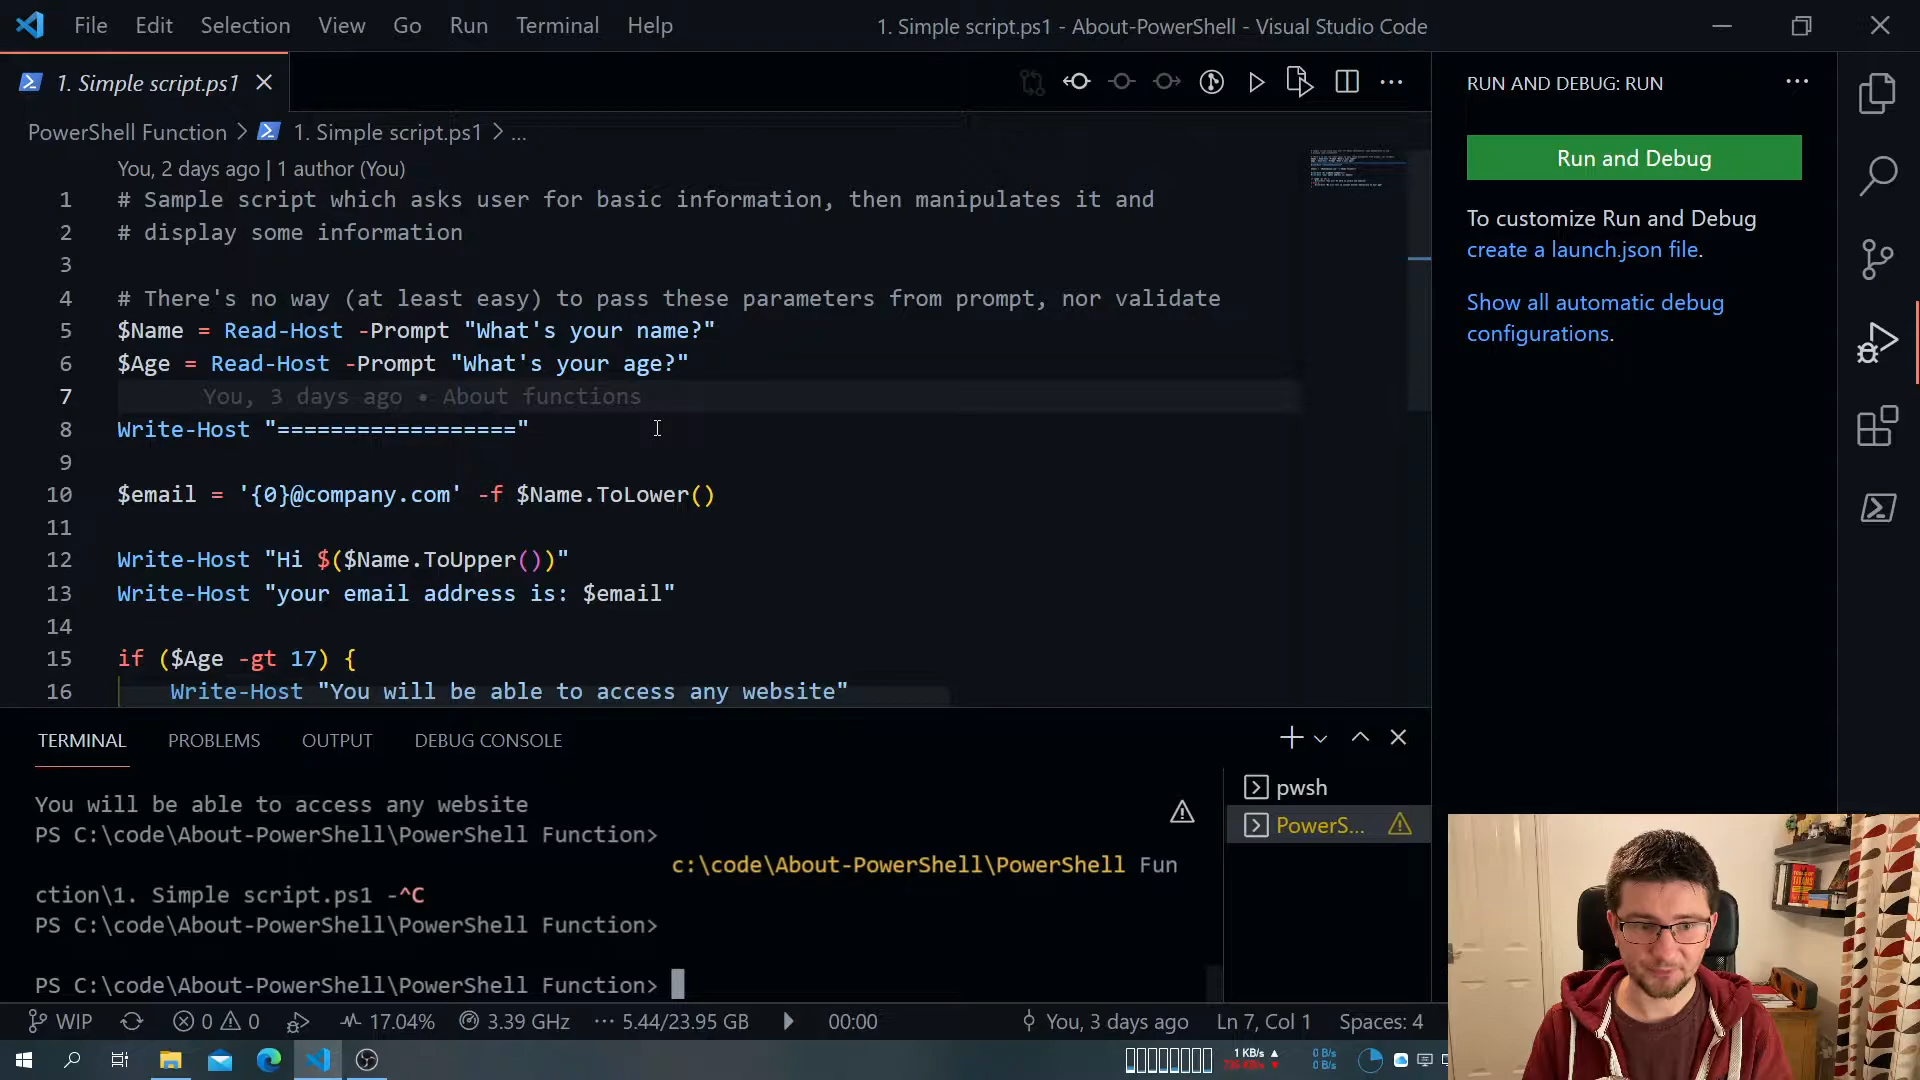 File Edit Selection View Go Run Terminal Help
1. Simple script.ps1 - About-PowerShell - Visual Studio Code
1. Simple script.ps1
PowerShell Function > 1. Simple script.ps1 > ...
You, 2 days ago | 1 author (You)
1 # Sample script which asks user for basic information, then manipulates it and
2 # display some information
3
4 # There's no way (at least easy) to pass these parameters from prompt, nor validate
5 $Name = Read-Host -Prompt "What's your name?"
6 $Age = Read-Host -Prompt "What's your age?"
7 You, 3 days ago • About functions
8 Write-Host "=================="
9
10 $email = '{0}@company.com' -f $Name.ToLower()
11
12 Write-Host "Hi $($Name.ToUpper())"
13 Write-Host "your email address is: $email"
14
15 if ($Age -gt 17) {
16 Write-Host "You will be able to access any website"
RUN AND DEBUG: RUN
Run and Debug
To customize Run and Debug
create a launch.json file.
Show all automatic debug
configurations.
TERMINAL PROBLEMS OUTPUT DEBUG CONSOLE
You will be able to access any website
PS C:\code\About-PowerShell\PowerShell Function>
c:\code\About-PowerShell\PowerShell Fun
ction\1. Simple script.ps1 -^C
PS C:\code\About-PowerShell\PowerShell Function>
PS C:\code\About-PowerShell\PowerShell Function>
pwsh
PowerS...
WIP 0 0 17.04% 3.39 GHz 5.44/23.95 GB 00:00 You, 3 days ago Ln 7, Col 1 Spaces: 4
1 KB/s
0 B/s
0 B/s